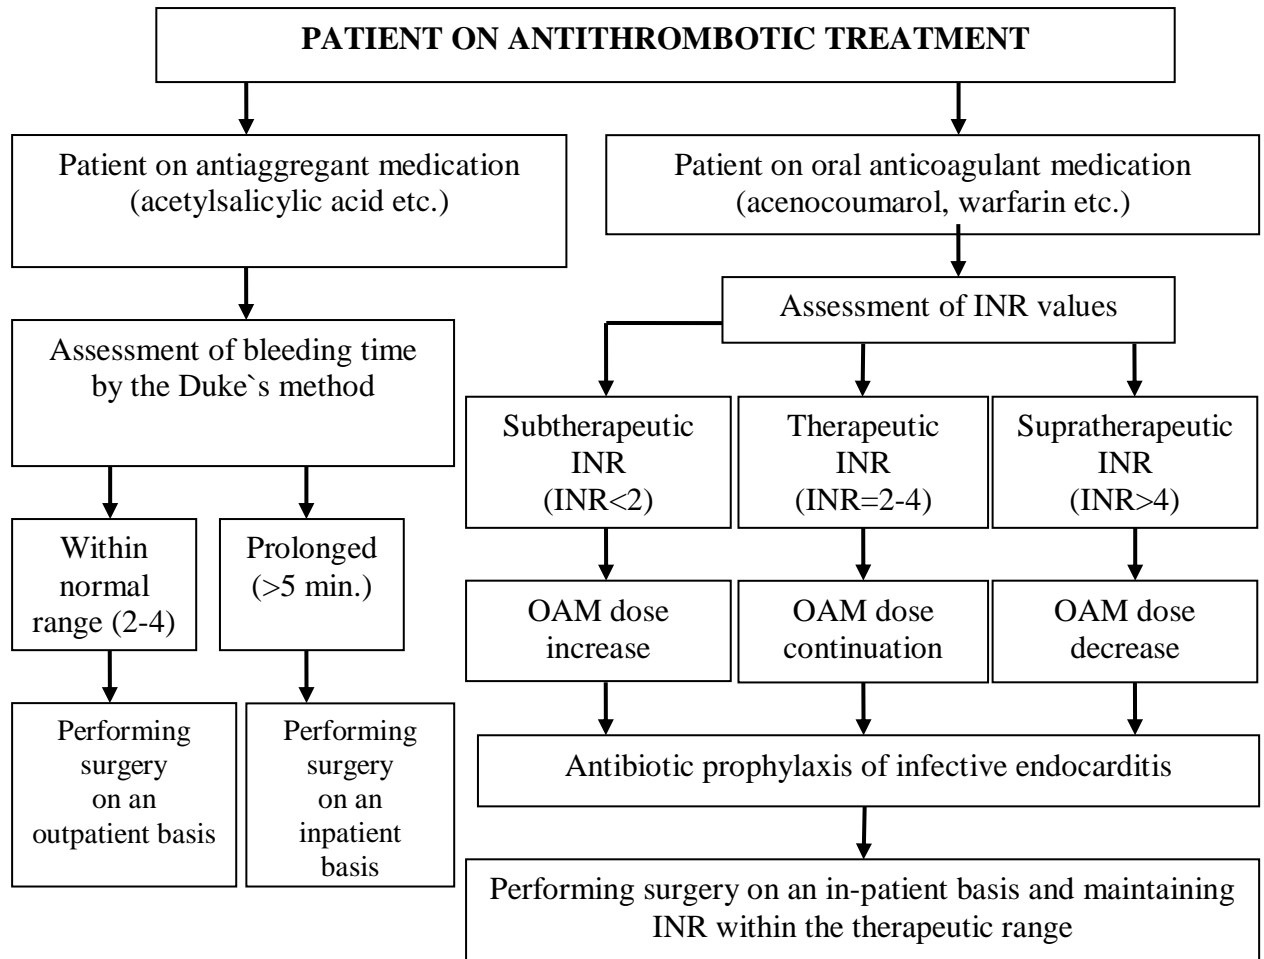 PATIENT ON ANTITHROMBOTIC TREATMENT
Patient on antiaggregant medication
(acetylsalicylic acid etc.)
Patient on oral anticoagulant medication
(acenocoumarol, warfarin etc.)
Assessment of bleeding time
by the Duke`s method
Within
normal
range (2-4)
Prolonged
(>5 min.)
Performing
surgery
on an
outpatient basis
Performing
surgery
on an
inpatient
basis
Assessment of INR values
Subtherapeutic
INR
(INR<2)
Therapeutic
INR
(INR=2-4)
Supratherapeutic
INR
(INR>4)
OAM dose
increase
OAM dose
continuation
OAM dose
decrease
Antibiotic prophylaxis of infective endocarditis
Performing surgery on an in-patient basis and maintaining
INR within the therapeutic range